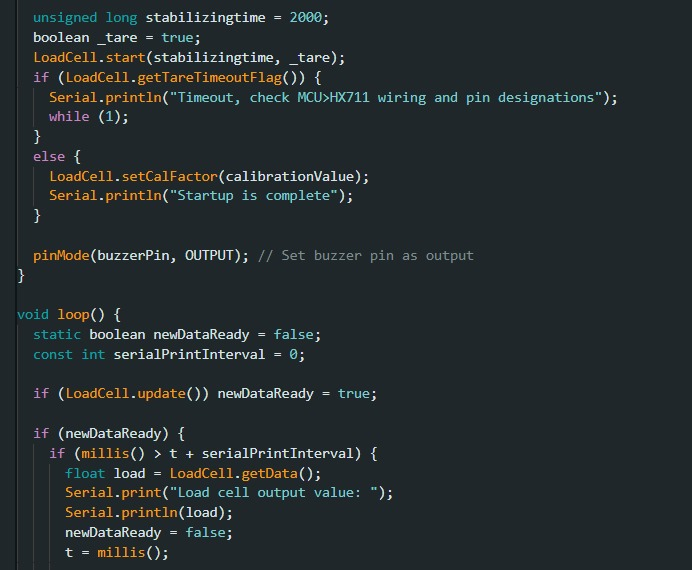 unsigned long stabilizingtime = 2000;
boolean _tare = true;
LoadCell.start(stabilizingtime, _tare);
if (LoadCell.getTareTimeoutFlag()) {
Serial.println("Timeout, check MCU>HX711 wiring and pin designations");
while (1);
}
else {
LoadCell.setCalFactor(calibrationValue);
Serial.println("Startup is complete");
}
pinMode(buzzerPin, OUTPUT); // Set buzzer pin as output
}
void loop() {
static boolean newDataReady = false;
const int serialPrintInterval = 0;
if (LoadCell.update()) newDataReady = true;
if (newDataReady) {
if (millis() > t + serialPrintInterval) {
float load = LoadCell.getData();
Serial.print("Load cell output value: ");
Serial.println(load);
newDataReady = false;
t = millis();